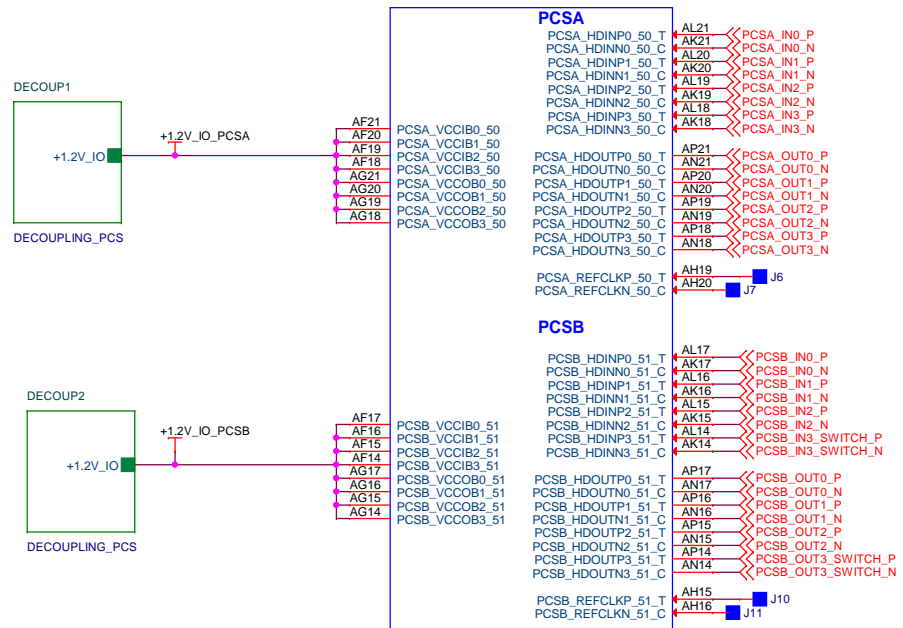 PCSA
DECOUP1
+1.2V_IO
DECOUPLING_PCS
+1.2V_IO_PCSA
AF21 PCSA_VCCIB0_50
AF20 PCSA_VCCIB1_50
AF19 PCSA_VCCIB2_50
AF18 PCSA_VCCIB3_50
AG21 PCSA_VCCOB0_50
AG20 PCSA_VCCOB1_50
AG19 PCSA_VCCOB2_50
AG18 PCSA_VCCOB3_50
PCSA_HDINP0_50_T AL21 PCSA_IN0_P
PCSA_HDINN0_50_C AK21 PCSA_IN0_N
PCSA_HDINP1_50_T AL20 PCSA_IN1_P
PCSA_HDINN1_50_C AK20 PCSA_IN1_N
PCSA_HDINP2_50_T AL19 PCSA_IN2_P
PCSA_HDINN2_50_C AK19 PCSA_IN2_N
PCSA_HDINP3_50_T AL18 PCSA_IN3_P
PCSA_HDINN3_50_C AK18 PCSA_IN3_N
PCSA_HDOUTP0_50_T AP21 PCSA_OUT0_P
PCSA_HDOUTN0_50_C AN21 PCSA_OUT0_N
PCSA_HDOUTP1_50_T AP20 PCSA_OUT1_P
PCSA_HDOUTN1_50_C AN20 PCSA_OUT1_N
PCSA_HDOUTP2_50_T AP19 PCSA_OUT2_P
PCSA_HDOUTN2_50_C AN19 PCSA_OUT2_N
PCSA_HDOUTP3_50_T AP18 PCSA_OUT3_P
PCSA_HDOUTN3_50_C AN18 PCSA_OUT3_N
PCSA_REFCLKP_50_T AH19 J6
PCSA_REFCLKN_50_C AH20 J7
PCSB
DECOUP2
+1.2V_IO
DECOUPLING_PCS
+1.2V_IO_PCSB
AF17 PCSB_VCCIB0_51
AF16 PCSB_VCCIB1_51
AF15 PCSB_VCCIB2_51
AF14 PCSB_VCCIB3_51
AG17 PCSB_VCCOB0_51
AG16 PCSB_VCCOB1_51
AG15 PCSB_VCCOB2_51
AG14 PCSB_VCCOB3_51
PCSB_HDINP0_51_T AL17 PCSB_IN0_P
PCSB_HDINN0_51_C AK17 PCSB_IN0_N
PCSB_HDINP1_51_T AL16 PCSB_IN1_P
PCSB_HDINN1_51_C AK16 PCSB_IN1_N
PCSB_HDINP2_51_T AL15 PCSB_IN2_P
PCSB_HDINN2_51_C AK15 PCSB_IN2_N
PCSB_HDINP3_51_T AL14 PCSB_IN3_SWITCH_P
PCSB_HDINN3_51_C AK14 PCSB_IN3_SWITCH_N
PCSB_HDOUTP0_51_T AP17 PCSB_OUT0_P
PCSB_HDOUTN0_51_C AN17 PCSB_OUT0_N
PCSB_HDOUTP1_51_T AP16 PCSB_OUT1_P
PCSB_HDOUTN1_51_C AN16 PCSB_OUT1_N
PCSB_HDOUTP2_51_T AP15 PCSB_OUT2_P
PCSB_HDOUTN2_51_C AN15 PCSB_OUT2_N
PCSB_HDOUTP3_51_T AP14 PCSB_OUT3_SWITCH_P
PCSB_HDOUTN3_51_C AN14 PCSB_OUT3_SWITCH_N
PCSB_REFCLKP_51_T AH15 J10
PCSB_REFCLKN_51_C AH16 J11